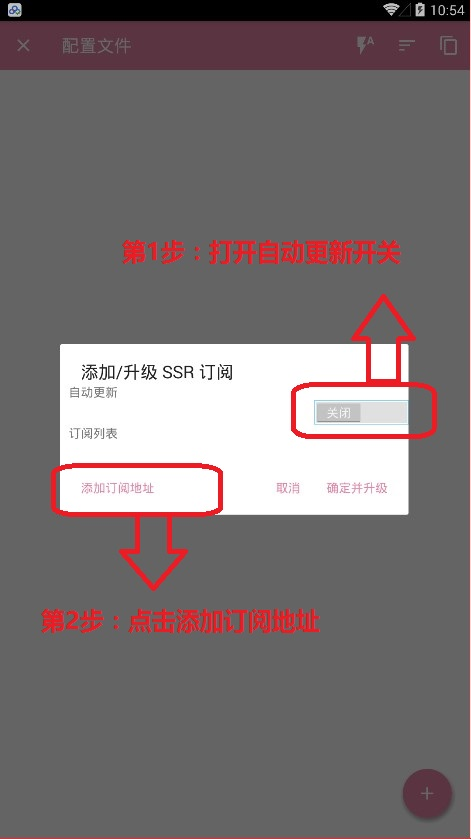 10:54
配置文件
第1步：打开自动更新开关
添加/升级 SSR 订阅
自动更新
关闭
订阅列表
添加订阅地址 取消 确定并升级
第2步：点击添加订阅地址